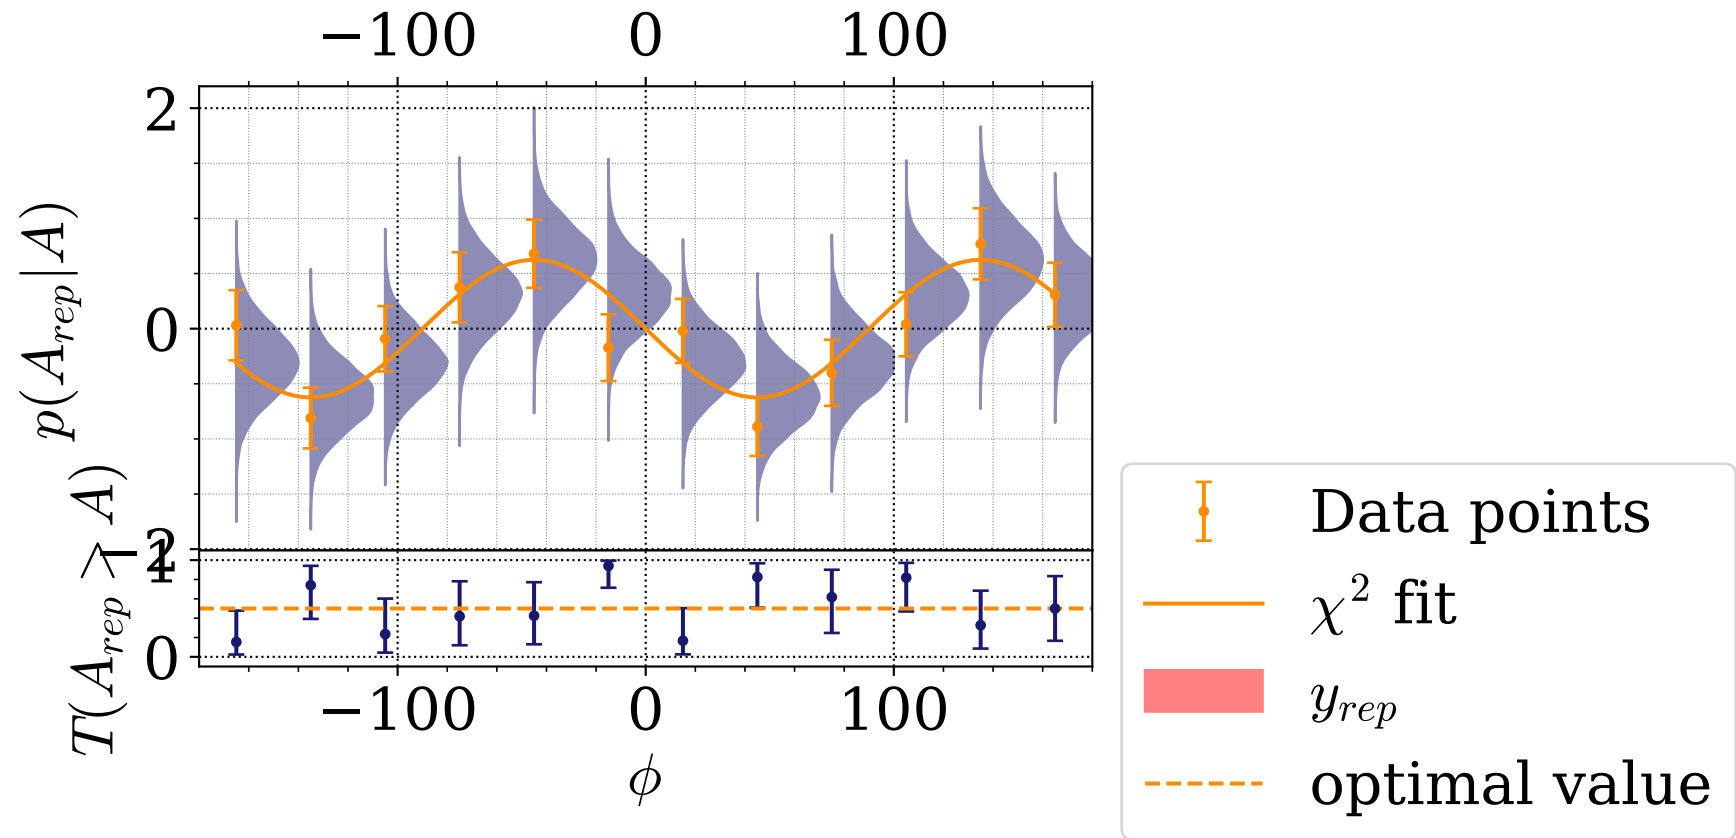 −100 0 100
2
0
−2
p(A_rep|A)
1
0
T(A_rep > A)
−100 0 100
ϕ
Data points
χ² fit
y_rep
optimal value